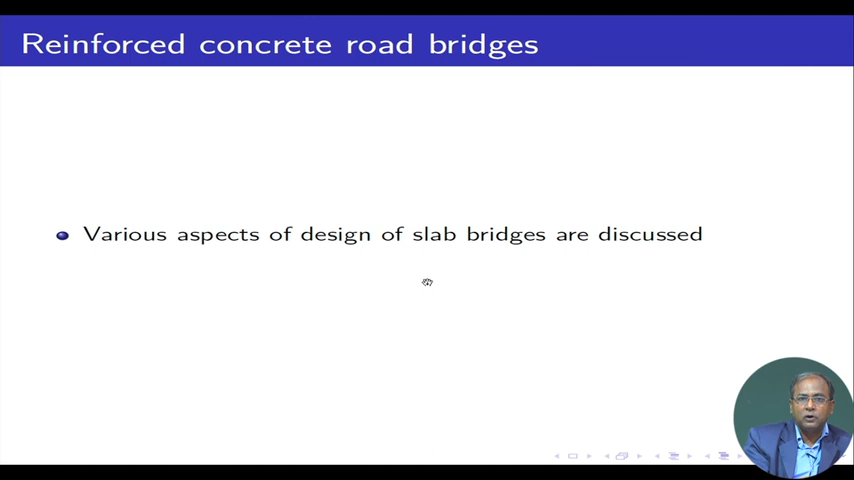 Reinforced concrete road bridges
Various aspects of design of slab bridges are discussed